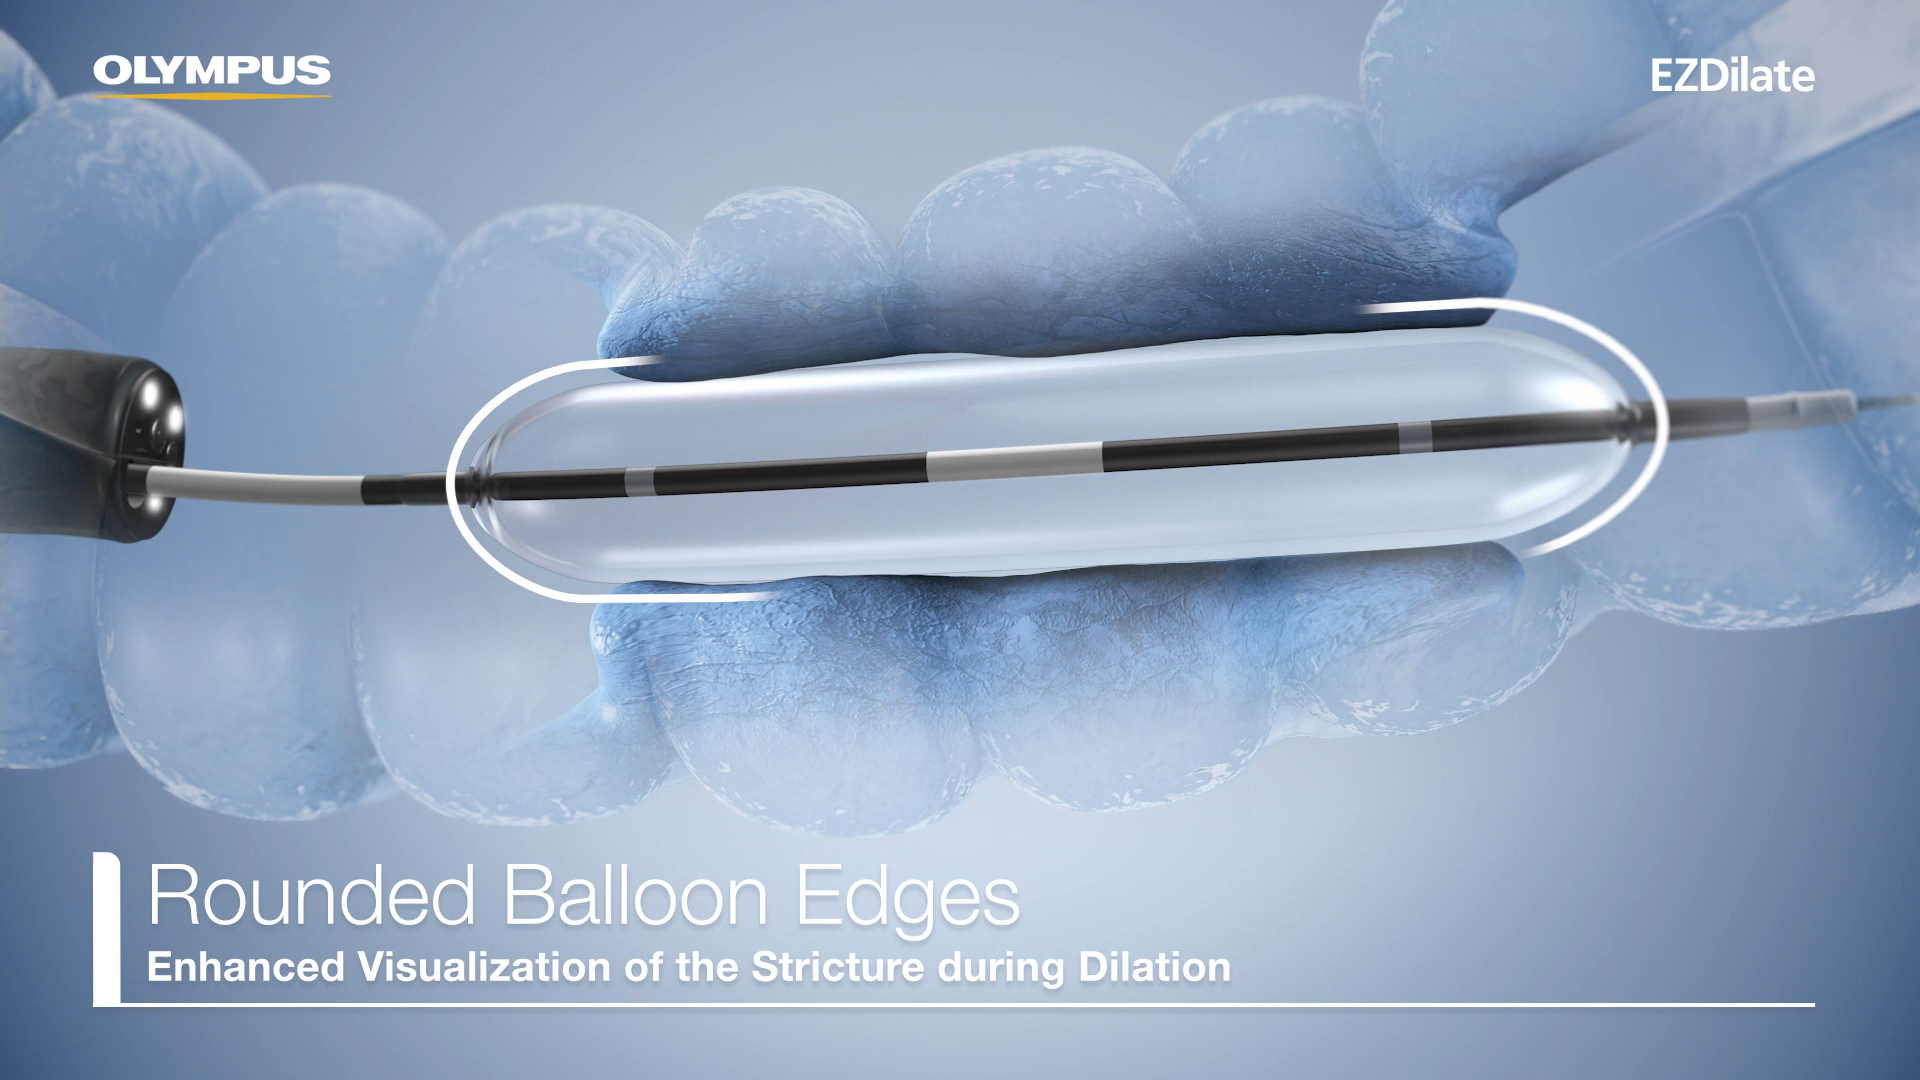 OLYMPUS
EZDilate
Rounded Balloon Edges
Enhanced Visualization of the Stricture during Dilation